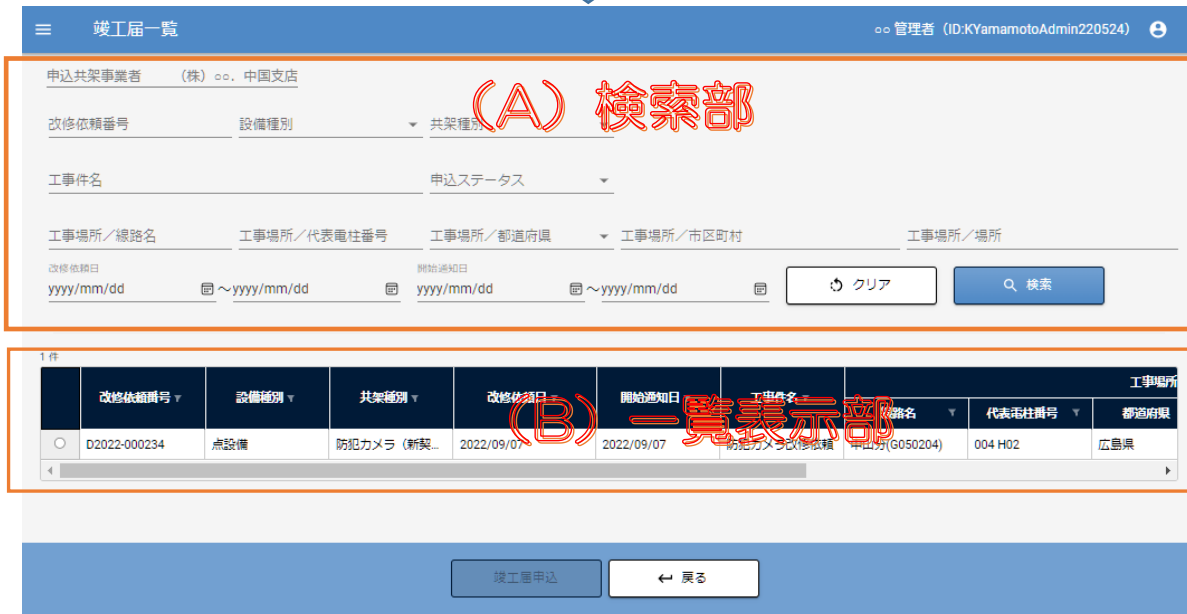 竣工届一覧 ○○ 管理者（ID:KYamamotoAdmin220524）
申込共架事業者 （株）○○．中国支店
（A）検索部
改修依頼番号 設備種別 共架種別
工事件名 申込ステータス
工事場所／線路名 工事場所／代表電柱番号 工事場所／都道府県 工事場所／市区町村 工事場所／場所
改修依頼日 開始通知日
yyyy/mm/dd ～yyyy/mm/dd yyyy/mm/dd ～yyyy/mm/dd クリア 検索
1 件
（B）一覧表示部
工事場所
改修依頼番号 設備種別 共架種別 改修依頼日 開始通知日 工事件名 路名 代表電柱番号 都道府県
D2022-000234 点設備 防犯カメラ（新契... 2022/09/07 2022/09/07 防犯カメラ改修依頼 中山分(G050204) 004 H02 広島県
竣工届申込 戻る